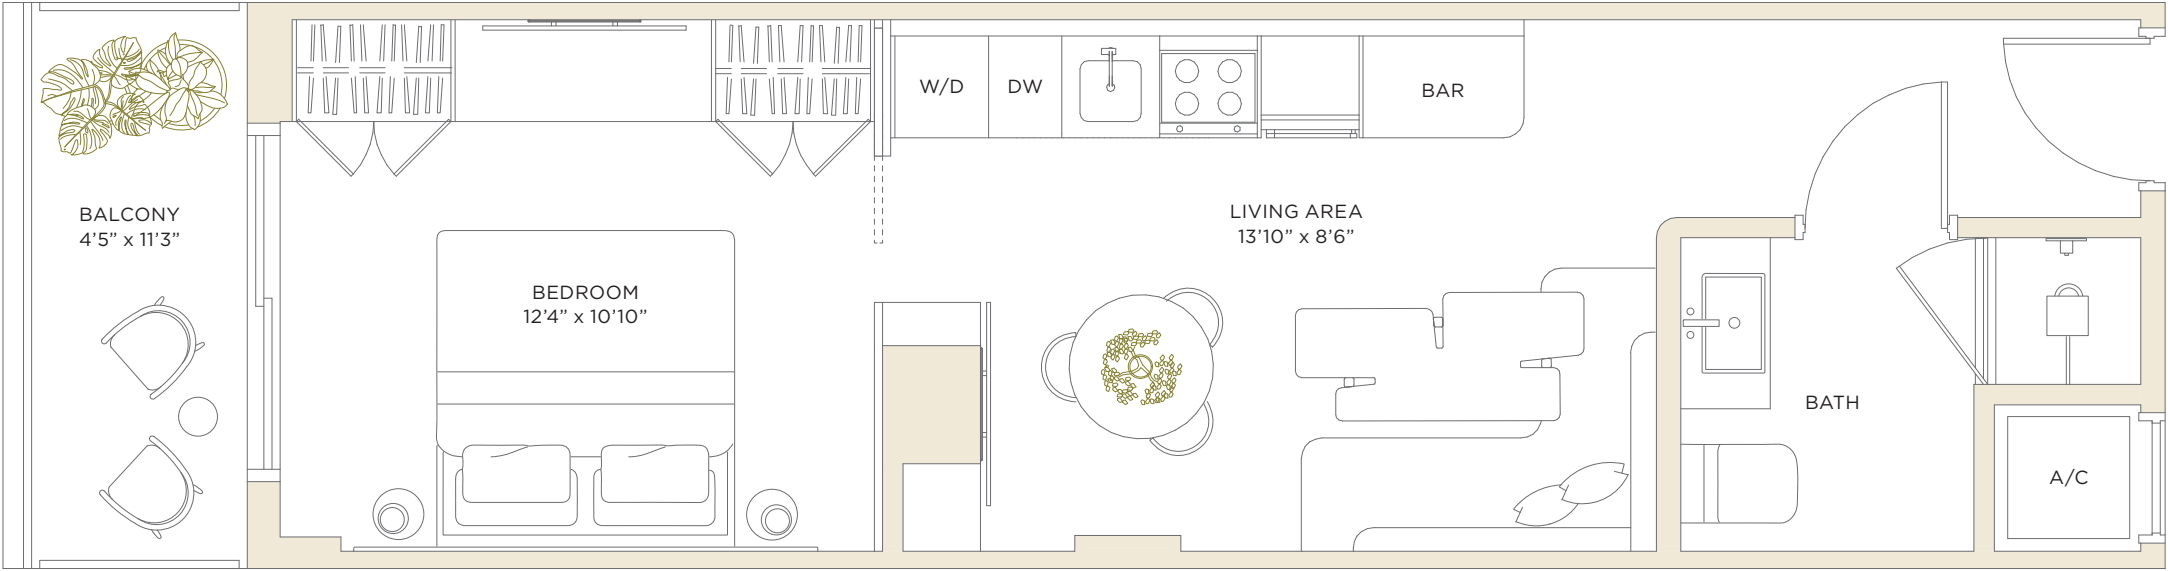 BALCONY
4’5” x 11’3”
BEDROOM
12’4” x 10’10”
W/D
DW
BAR
LIVING AREA
13’10” x 8’6”
BATH
A/C